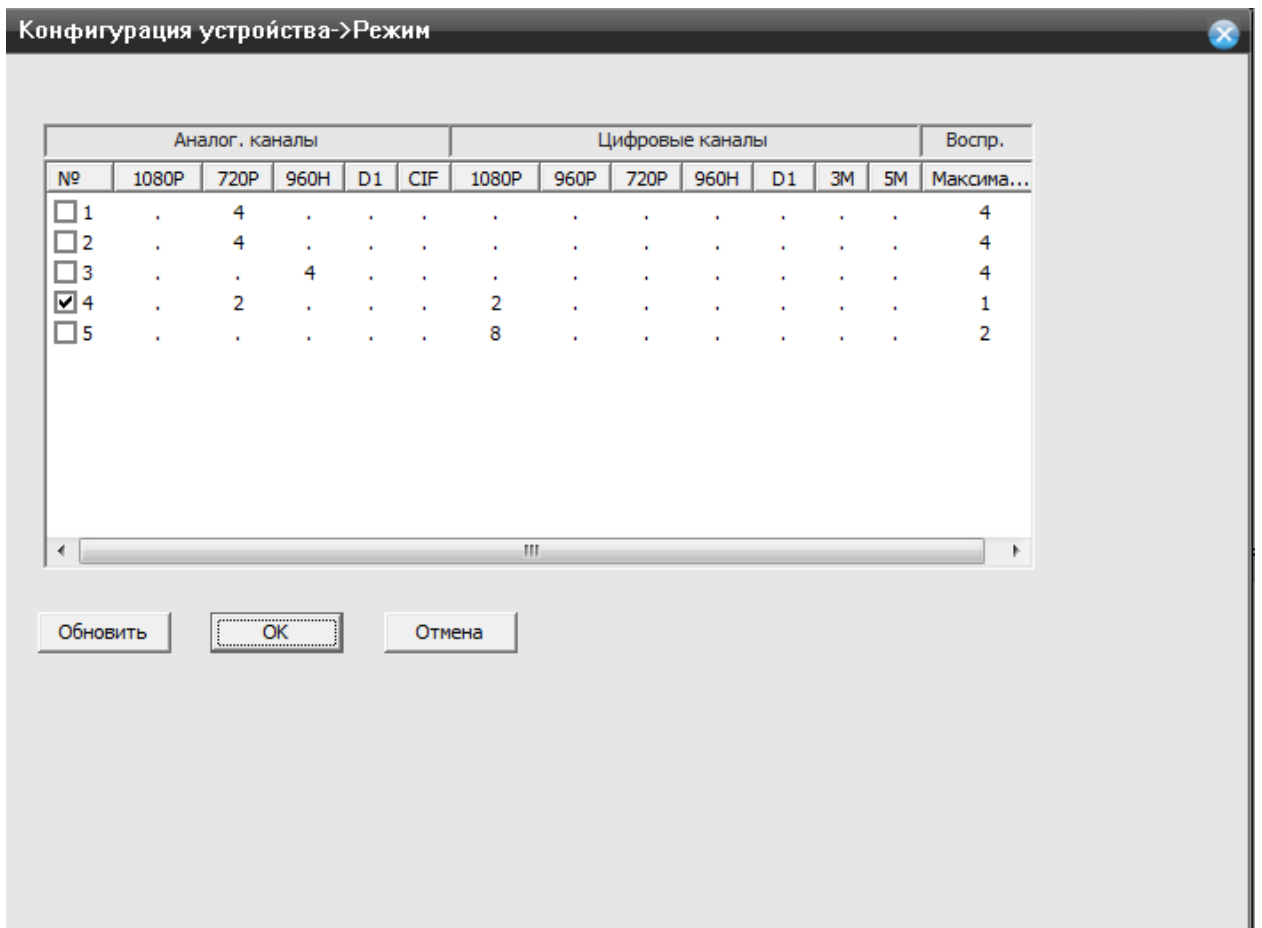 Конфигурация устройства->Режим
Аналог. каналы Цифровые каналы Воспр.
№ 1080P 720P 960H D1 CIF 1080P 960P 720P 960H D1 3M 5M Максима...
1 . 4 . . . . . . . . . . 4
2 . 4 . . . . . . . . . . 4
3 . . 4 . . . . . . . . . 4
4 . 2 . . . 2 . . . . . . 1
5 . . . . . 8 . . . . . . 2
Обновить OK Отмена